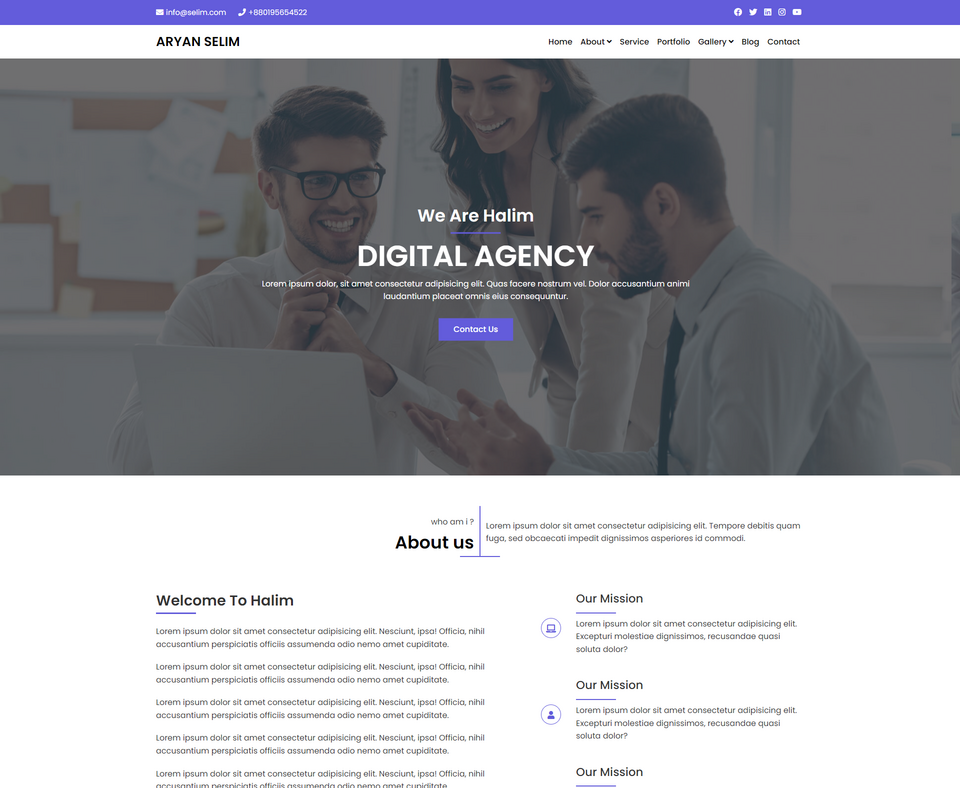 info@selim.com +880195654522
ARYAN SELIM
Home About Service Portfolio Gallery Blog Contact
We Are Halim
DIGITAL AGENCY
Lorem ipsum dolor, sit amet consectetur adipisicing elit. Quas facere nostrum vel. Dolor accusantium animi
laudantium placeat omnis eius consequuntur.
Contact Us
who am i ?
About us
Lorem ipsum dolor sit amet consectetur adipisicing elit. Tempore debitis quam
fuga, sed obcaecati impedit dignissimos asperiores id commodi.
Welcome To Halim
Lorem ipsum dolor sit amet consectetur adipisicing elit. Nesciunt, ipsa! Officia, nihil
accusantium perspiciatis officiis assumenda odio nemo amet cupiditate.
Lorem ipsum dolor sit amet consectetur adipisicing elit. Nesciunt, ipsa! Officia, nihil
accusantium perspiciatis officiis assumenda odio nemo amet cupiditate.
Lorem ipsum dolor sit amet consectetur adipisicing elit. Nesciunt, ipsa! Officia, nihil
accusantium perspiciatis officiis assumenda odio nemo amet cupiditate.
Lorem ipsum dolor sit amet consectetur adipisicing elit. Nesciunt, ipsa! Officia, nihil
accusantium perspiciatis officiis assumenda odio nemo amet cupiditate.
Lorem ipsum dolor sit amet consectetur adipisicing elit. Nesciunt, ipsa! Officia, nihil
accusantium perspiciatis officiis assumenda odio nemo amet cupiditate.
Our Mission
Lorem ipsum dolor sit amet consectetur adipisicing elit.
Excepturi molestiae dignissimos, recusandae quasi
soluta dolor?
Our Mission
Lorem ipsum dolor sit amet consectetur adipisicing elit.
Excepturi molestiae dignissimos, recusandae quasi
soluta dolor?
Our Mission